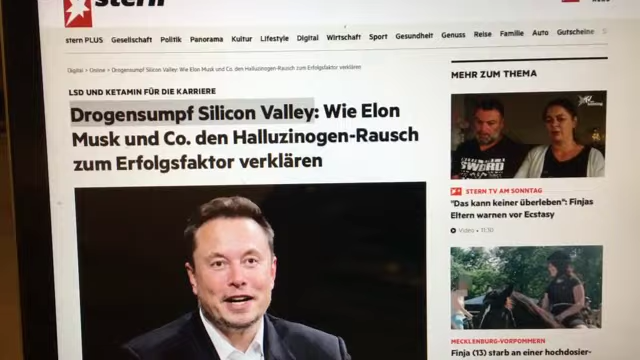 stern
stern PLUS Gesellschaft Politik Panorama Kultur Lifestyle Digital Wirtschaft Sport Gesundheit Genuss Reise Familie Auto Gutscheine
Digital > Online > Drogensumpf Silicon Valley: Wie Elon Musk und Co. den Halluzinogen-Rausch zum Erfolgsfaktor verklären
LSD UND KETAMIN FÜR DIE KARRIERE
Drogensumpf Silicon Valley: Wie Elon
Musk und Co. den Halluzinogen-Rausch
zum Erfolgsfaktor verklären
MEHR ZUM THEMA
SWORD
STERN TV AM SONNTAG
"Das kann keiner überleben": Finjas
Eltern warnen vor Ecstasy
Video • 11:30
MECKLENBURG-VORPOMMERN
Finja (13) starb an einer hochdosier-